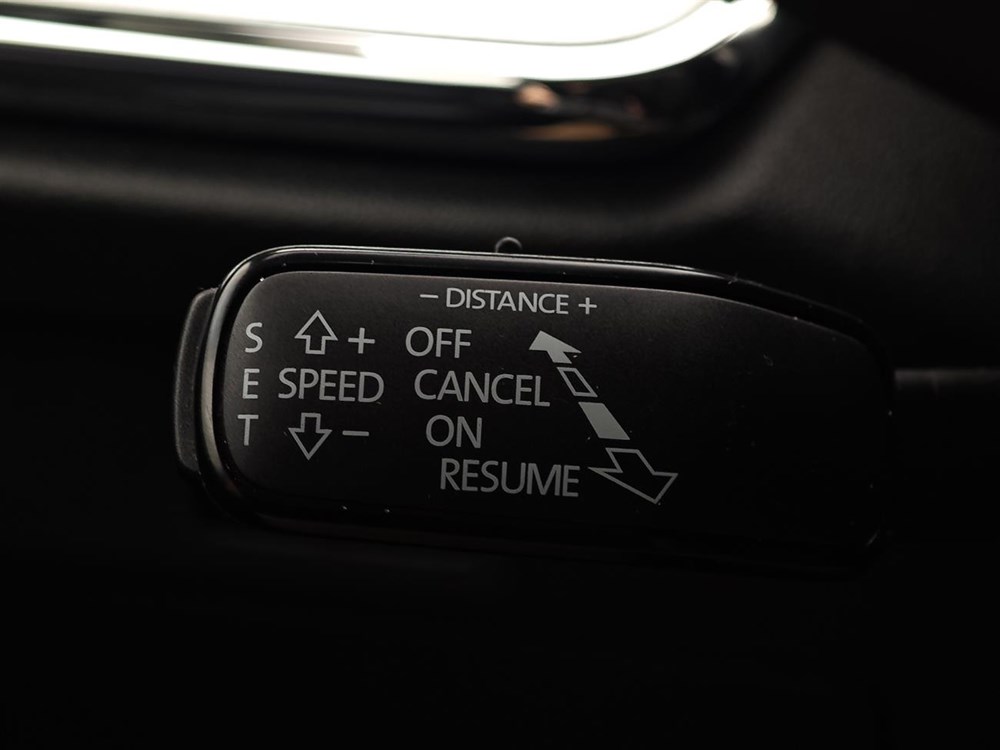 − DISTANCE +
S + OFF
E SPEED CANCEL
T − ON
RESUME